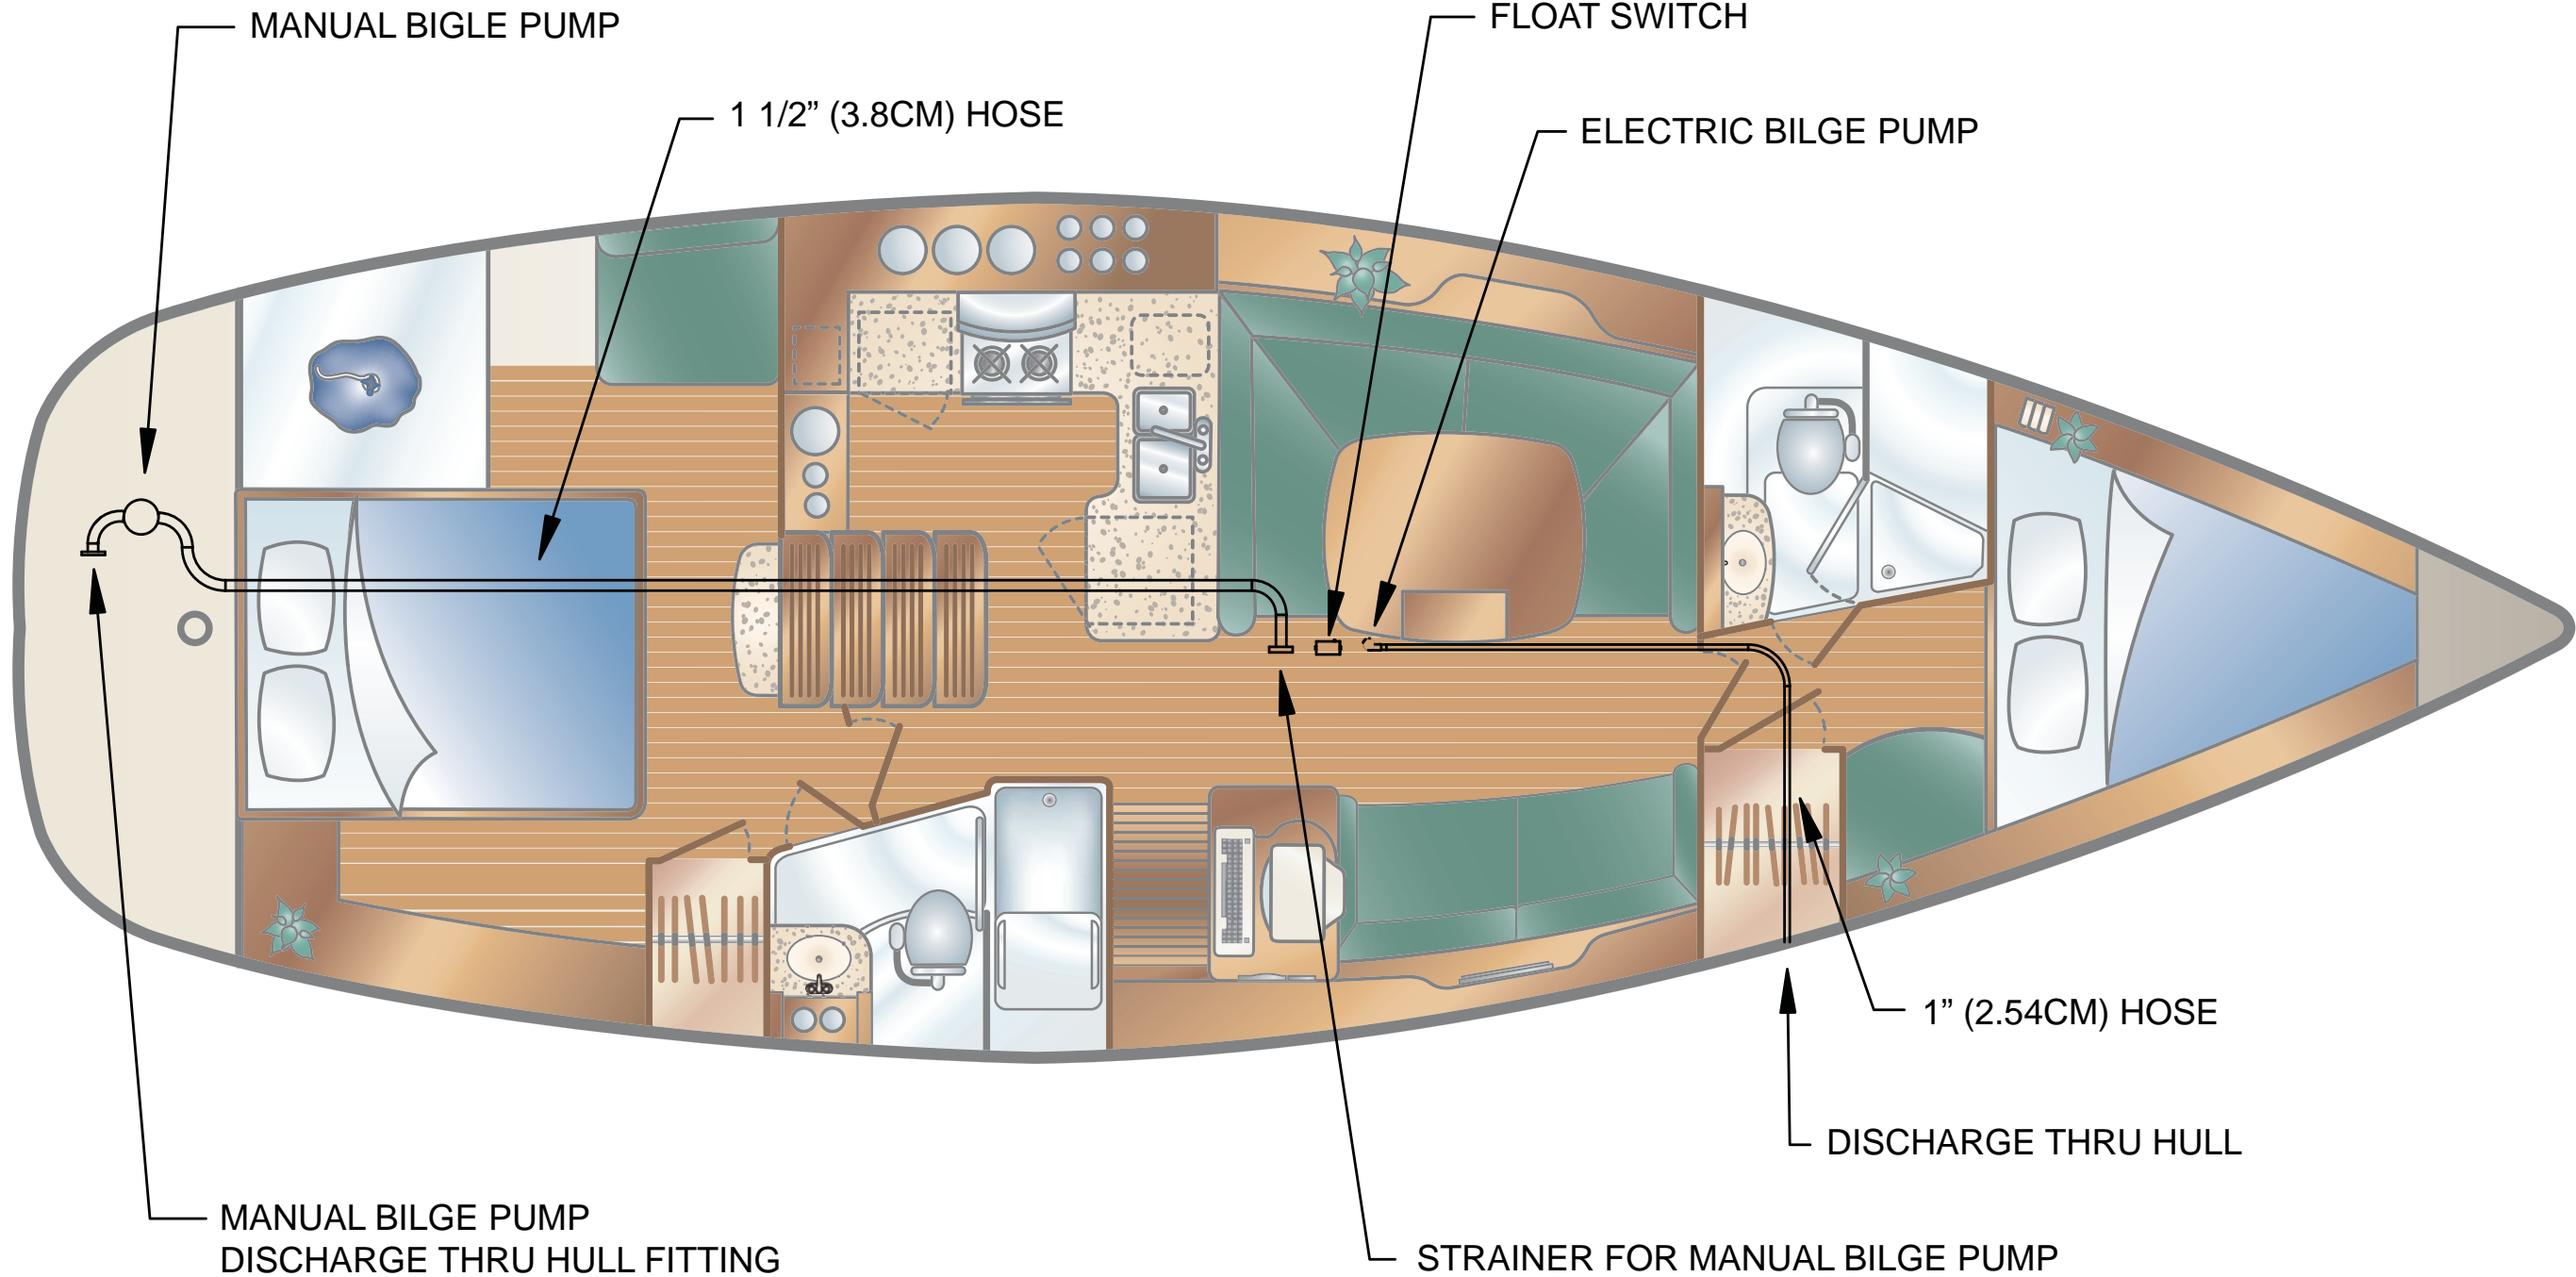 MANUAL BIGLE PUMP
FLOAT SWITCH
1 1/2” (3.8CM) HOSE
ELECTRIC BILGE PUMP
1” (2.54CM) HOSE
DISCHARGE THRU HULL
MANUAL BILGE PUMP
DISCHARGE THRU HULL FITTING
STRAINER FOR MANUAL BILGE PUMP